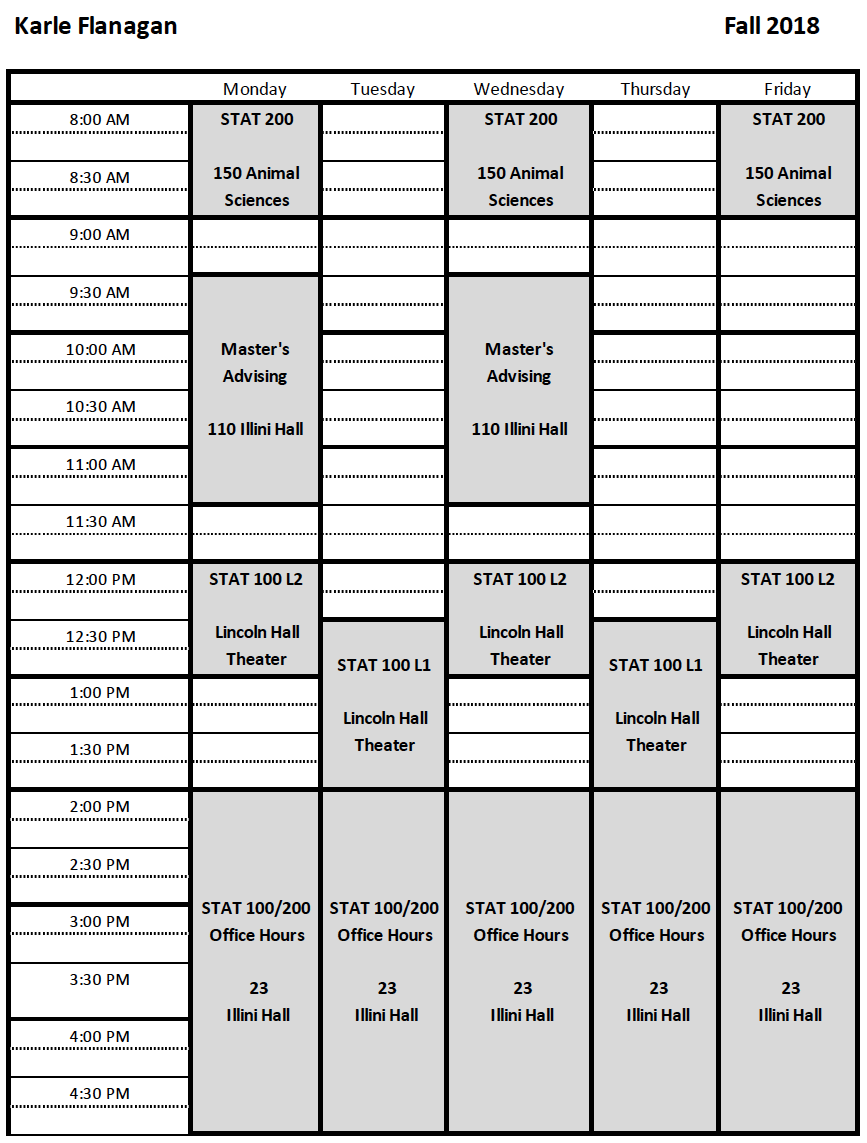 Karle Flanagan Fall 2018
Monday Tuesday Wednesday Thursday Friday
8:00 AM STAT 200 STAT 200 STAT 200
8:30 AM 150 Animal 150 Animal 150 Animal
Sciences Sciences Sciences
9:00 AM
9:30 AM
10:00 AM Master's Master's
Advising Advising
10:30 AM
110 Illini Hall 110 Illini Hall
11:00 AM
11:30 AM
12:00 PM STAT 100 L2 STAT 100 L2 STAT 100 L2
12:30 PM Lincoln Hall Lincoln Hall Lincoln Hall
Theater STAT 100 L1 Theater STAT 100 L1 Theater
1:00 PM
Lincoln Hall Lincoln Hall
1:30 PM Theater Theater
2:00 PM
2:30 PM
STAT 100/200 STAT 100/200 STAT 100/200 STAT 100/200 STAT 100/200
3:00 PM
Office Hours Office Hours Office Hours Office Hours Office Hours
3:30 PM
23 23 23 23 23
Illini Hall Illini Hall Illini Hall Illini Hall Illini Hall
4:00 PM
4:30 PM